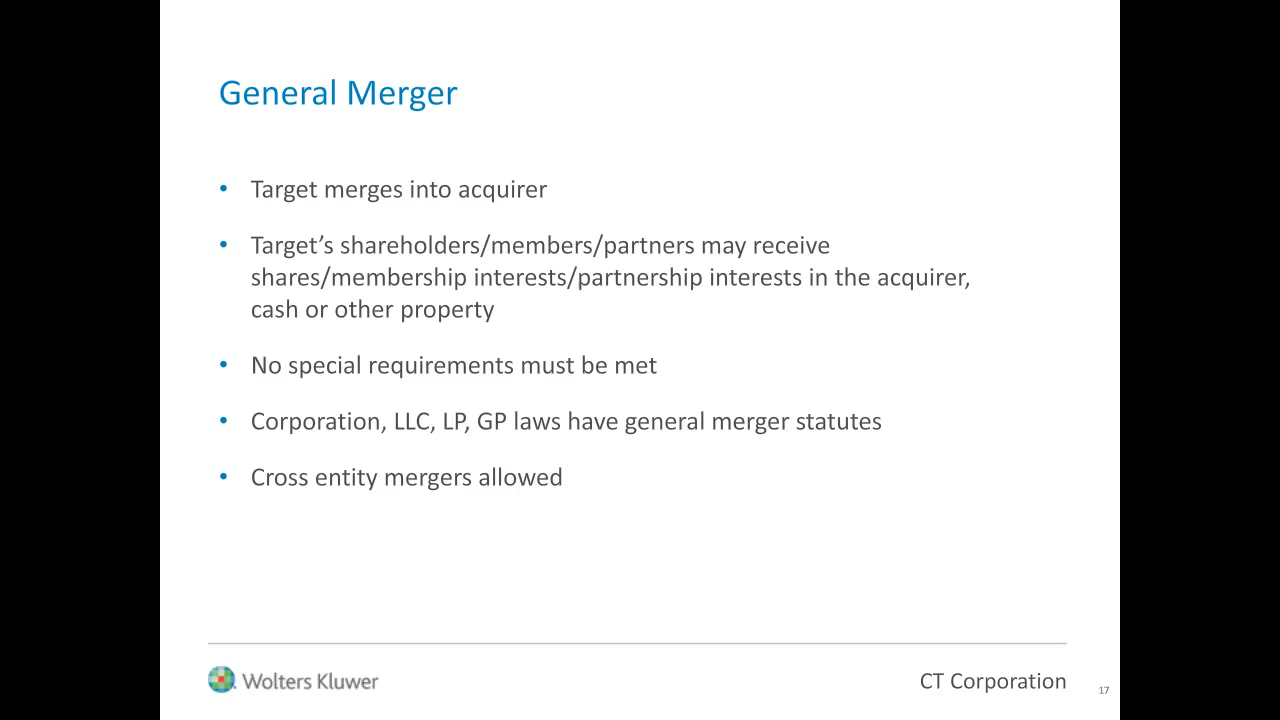 General Merger
• Target merges into acquirer
• Target’s shareholders/members/partners may receive
shares/membership interests/partnership interests in the acquirer,
cash or other property
• No special requirements must be met
• Corporation, LLC, LP, GP laws have general merger statutes
• Cross entity mergers allowed
Wolters Kluwer
CT Corporation
17